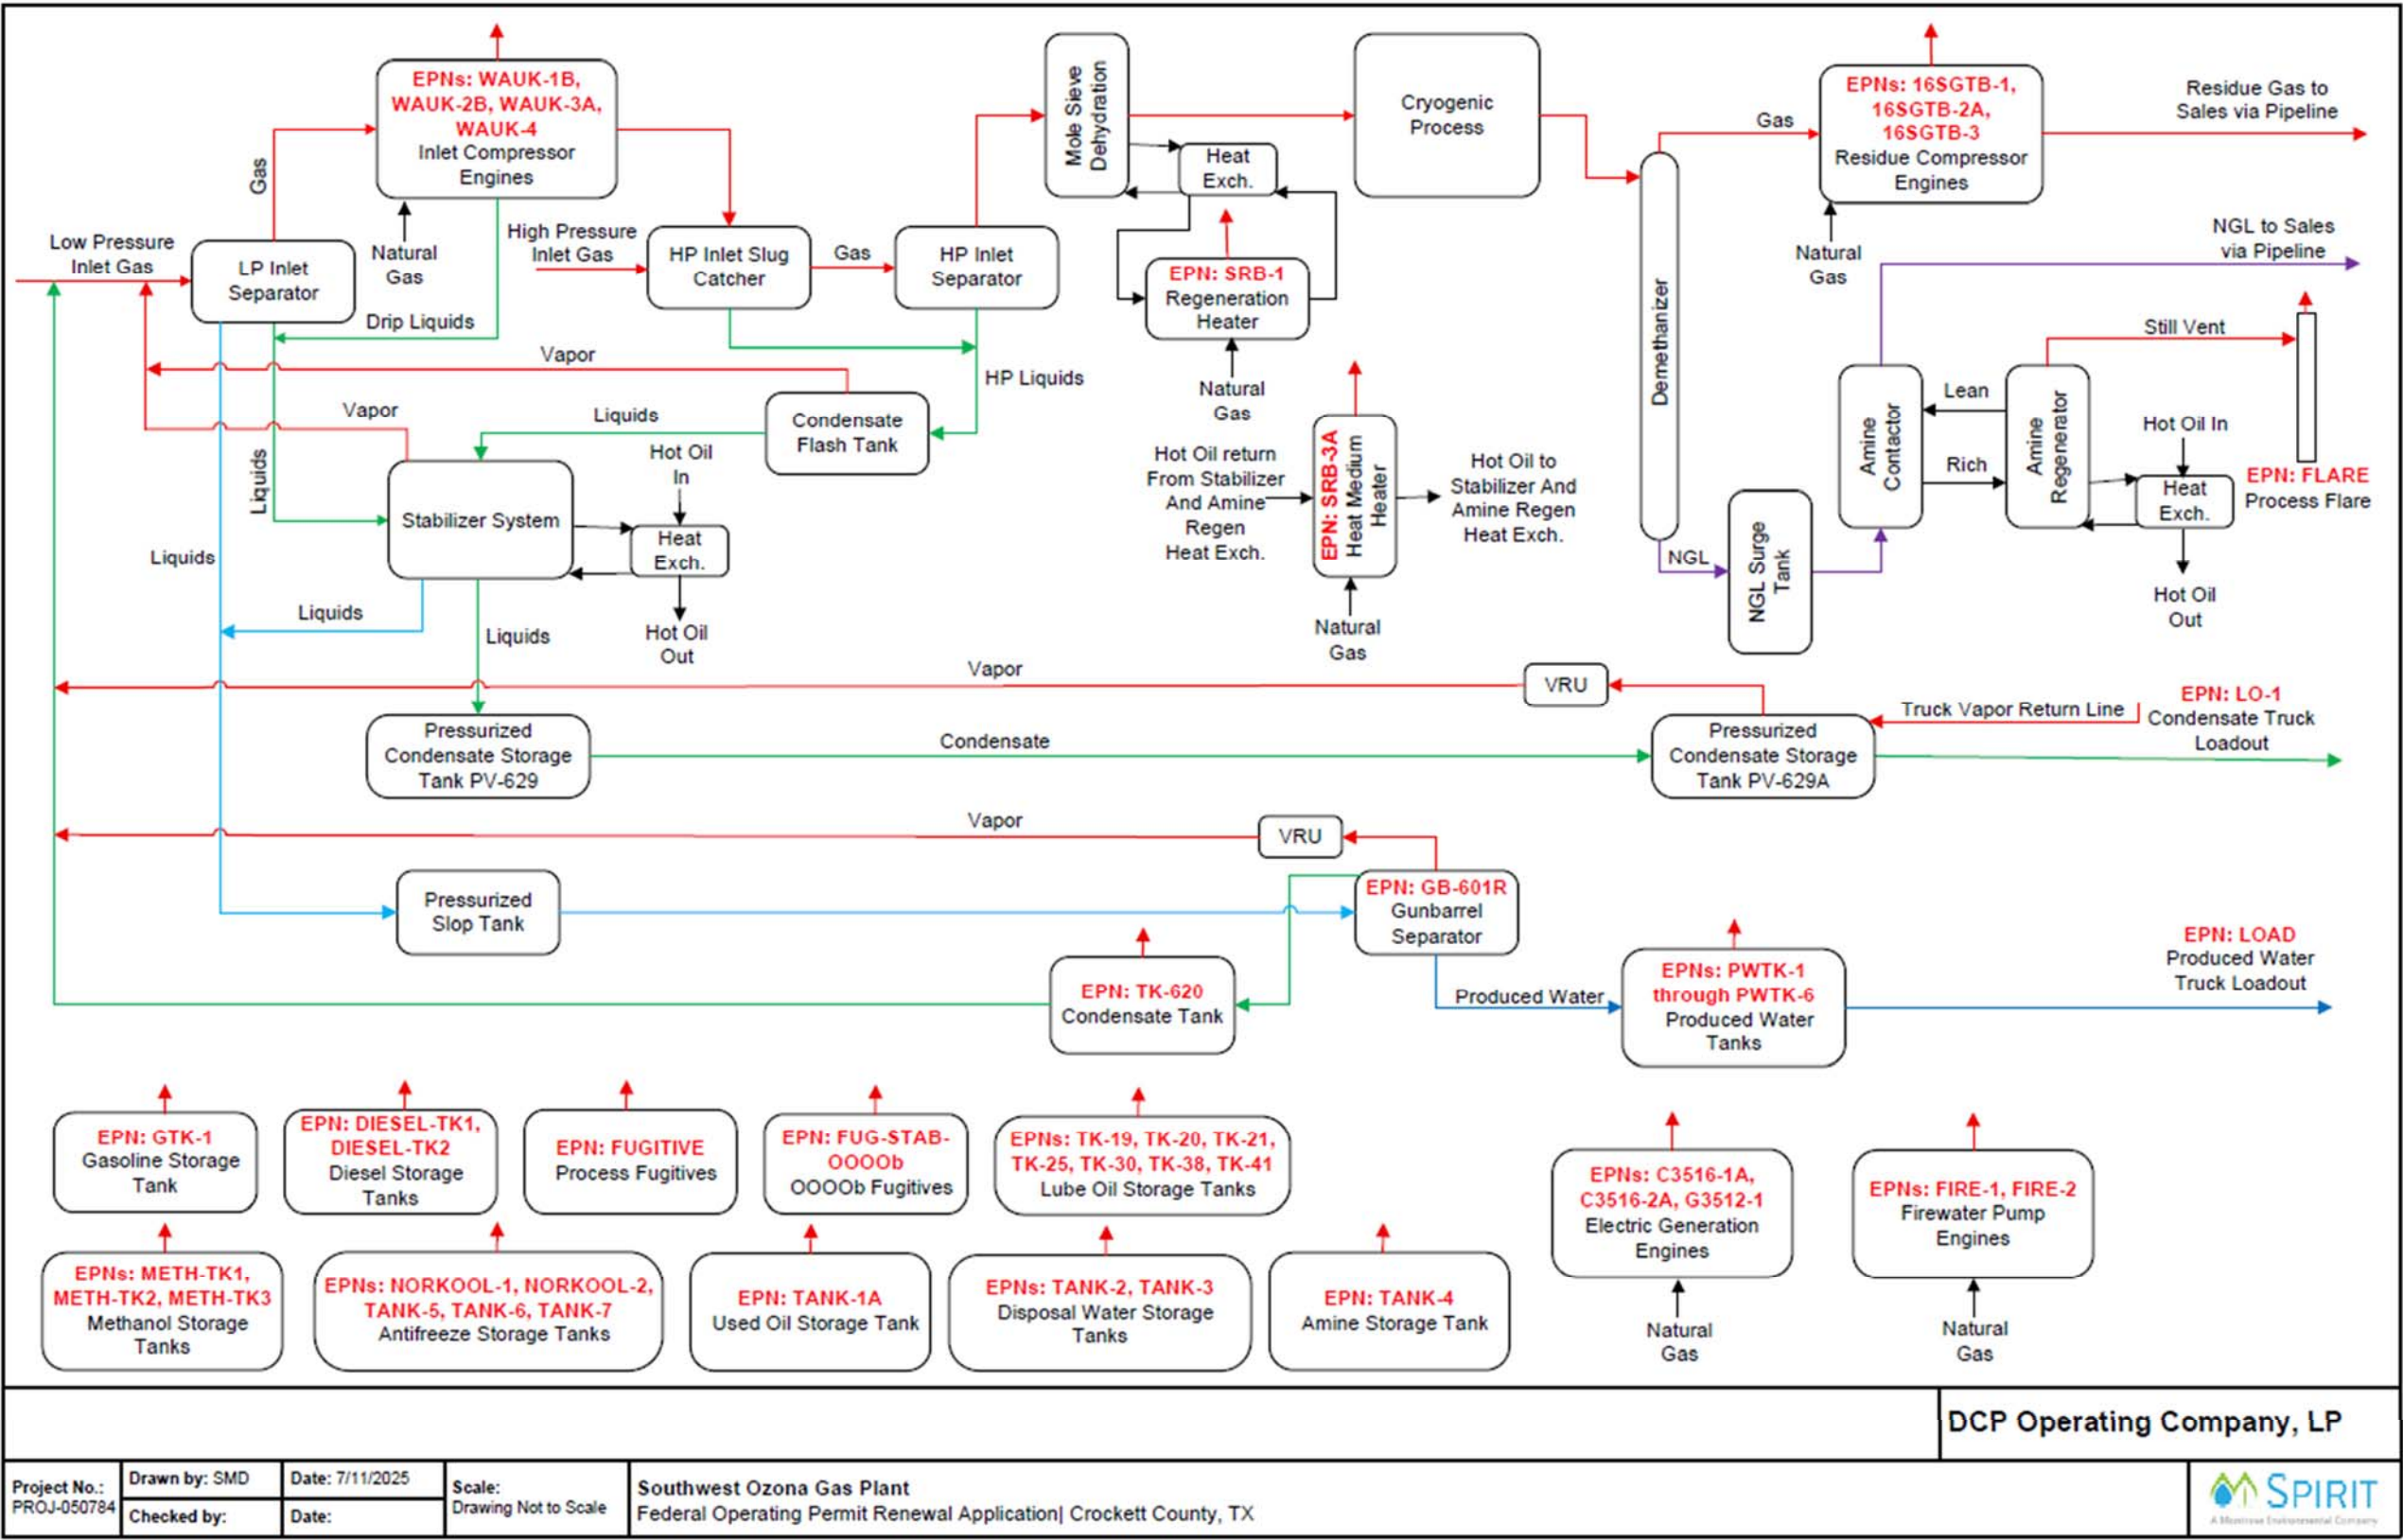 EPNs: WAUK-1B,
WAUK-2B, WAUK-3A,
WAUK-4
Inlet Compressor
Engines
Gas
Natural
Gas
Low Pressure
Inlet Gas
LP Inlet
Separator
Drip Liquids
High Pressure
Inlet Gas
HP Inlet Slug
Catcher
Gas
HP Inlet
Separator
Mole Sieve
Dehydration
Heat
Exch.
EPN: SRB-1
Regeneration
Heater
Natural
Gas
Cryogenic
Process
Demethanizer
Gas
EPNs: 16SGTB-1,
16SGTB-2A,
16SGTB-3
Residue Compressor
Engines
Natural
Gas
Residue Gas to
Sales via Pipeline
NGL to Sales
via Pipeline
Still Vent
Vapor
HP Liquids
Vapor
Liquids
Condensate
Flash Tank
Liquids
Stabilizer System
Hot Oil
In
Heat
Exch.
Hot Oil
Out
Liquids
Liquids
Liquids
Hot Oil return
From Stabilizer
And Amine
Regen
Heat Exch.
EPN: SRB-3A
Heat Medium
Heater
Hot Oil to
Stabilizer And
Amine Regen
Heat Exch.
Natural
Gas
NGL
NGL Surge
Tank
Amine
Contactor
Lean
Rich
Amine
Regenerator
Hot Oil In
Heat
Exch.
Hot Oil
Out
EPN: FLARE
Process Flare
Vapor
VRU
Pressurized
Condensate Storage
Tank PV-629
Condensate
Pressurized
Condensate Storage
Tank PV-629A
Truck Vapor Return Line
EPN: LO-1
Condensate Truck
Loadout
Vapor
VRU
Pressurized
Slop Tank
EPN: GB-601R
Gunbarrel
Separator
EPN: TK-620
Condensate Tank
Produced Water
EPNs: PWTK-1
through PWTK-6
Produced Water
Tanks
EPN: LOAD
Produced Water
Truck Loadout
EPN: GTK-1
Gasoline Storage
Tank
EPN: DIESEL-TK1,
DIESEL-TK2
Diesel Storage
Tanks
EPN: FUGITIVE
Process Fugitives
EPN: FUG-STAB-
OOOOb
OOOOb Fugitives
EPNs: TK-19, TK-20, TK-21,
TK-25, TK-30, TK-38, TK-41
Lube Oil Storage Tanks
EPNs: C3516-1A,
C3516-2A, G3512-1
Electric Generation
Engines
Natural
Gas
EPNs: FIRE-1, FIRE-2
Firewater Pump
Engines
Natural
Gas
EPNs: METH-TK1,
METH-TK2, METH-TK3
Methanol Storage
Tanks
EPNs: NORKOOL-1, NORKOOL-2,
TANK-5, TANK-6, TANK-7
Antifreeze Storage Tanks
EPN: TANK-1A
Used Oil Storage Tank
EPNs: TANK-2, TANK-3
Disposal Water Storage
Tanks
EPN: TANK-4
Amine Storage Tank
DCP Operating Company, LP
Project No.:
PROJ-050784
Drawn by: SMD
Checked by:
Date: 7/11/2025
Date:
Scale:
Drawing Not to Scale
Southwest Ozona Gas Plant
Federal Operating Permit Renewal Application| Crockett County, TX
SPIRIT
A Montrose Environmental Company